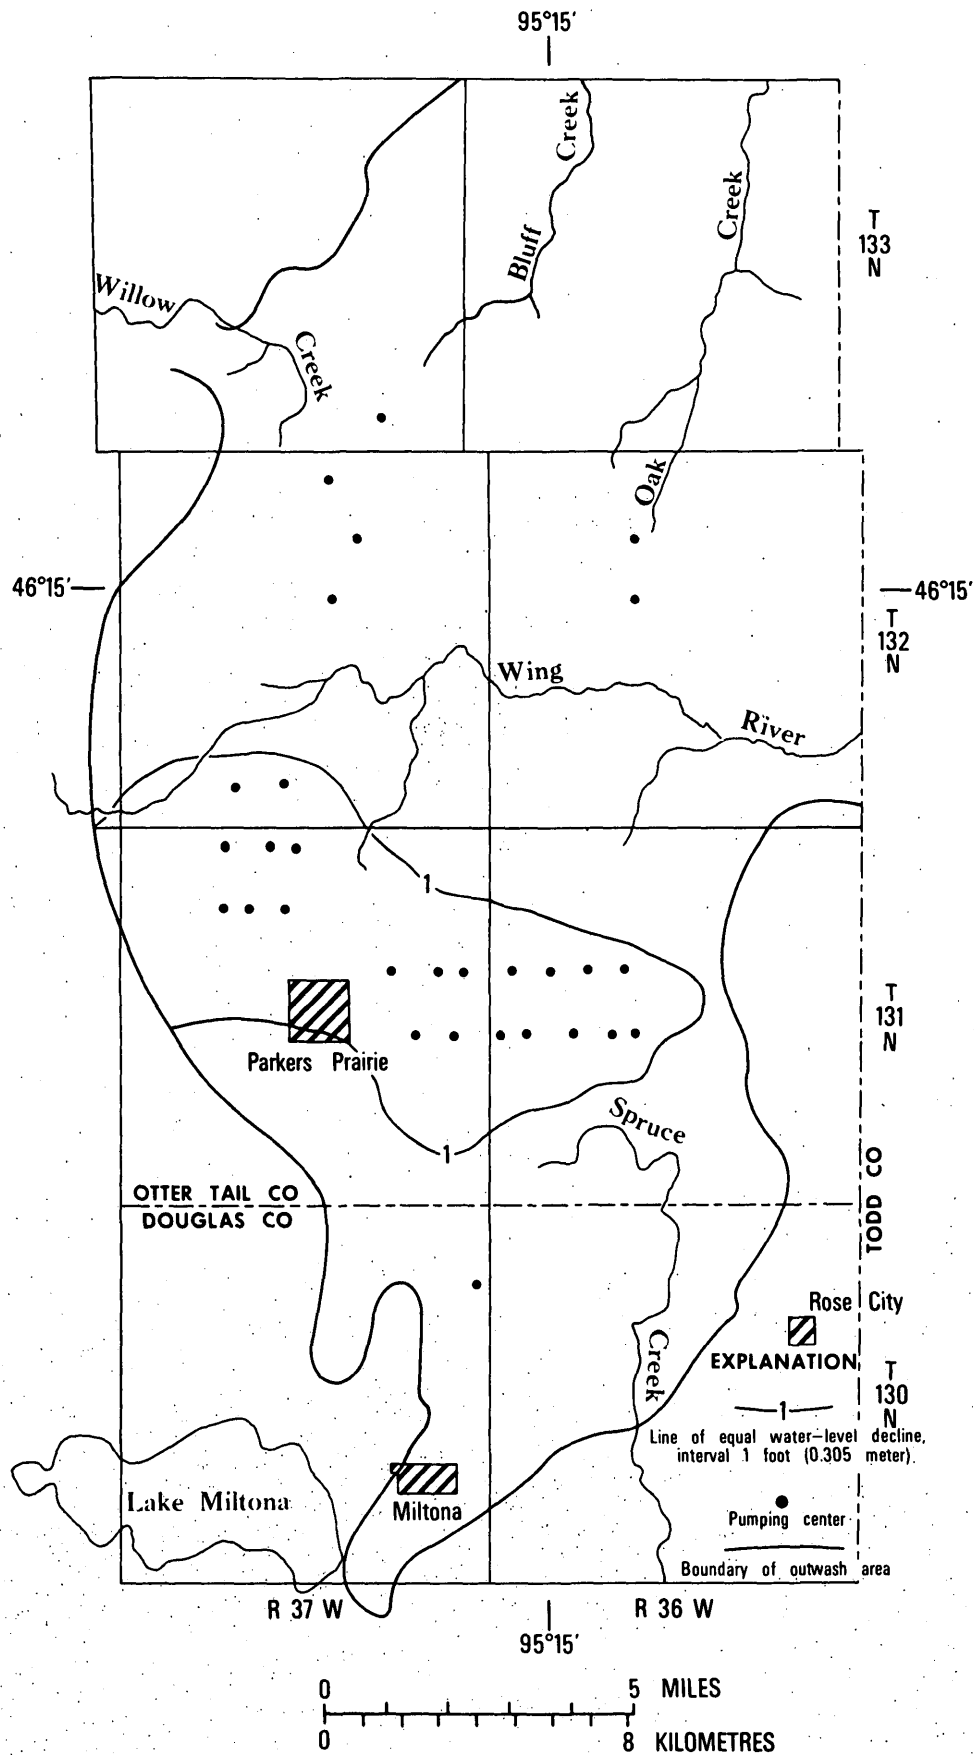 95°15′
Creek
Creek
T
133
N
Bluff
Willow
Creek
Oak
46°15′
46°15′
T
132
N
Wing
River
1
T
131
N
Parkers Prairie
Spruce
1
OTTER TAIL CO
DOUGLAS CO
TODD CO
Rose City
Creek
EXPLANATION
T
130
N
1
Line of equal water-level decline,
interval 1 foot (0.305 meter).
Lake Miltona
Miltona
Pumping center
Boundary of outwash area
R 37 W
R 36 W
95°15′
0 5 MILES
0 8 KILOMETRES